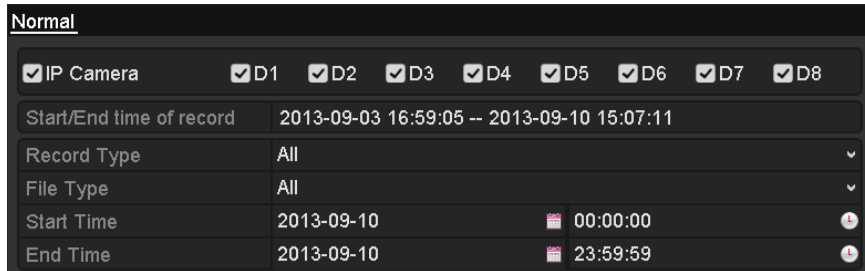 Normal
IP Camera D1 D2 D3 D4 D5 D6 D7 D8
Start/End time of record 2013-09-03 16:59:05 -- 2013-09-10 15:07:11
Record Type All
File Type All
Start Time 2013-09-10 00:00:00
End Time 2013-09-10 23:59:59